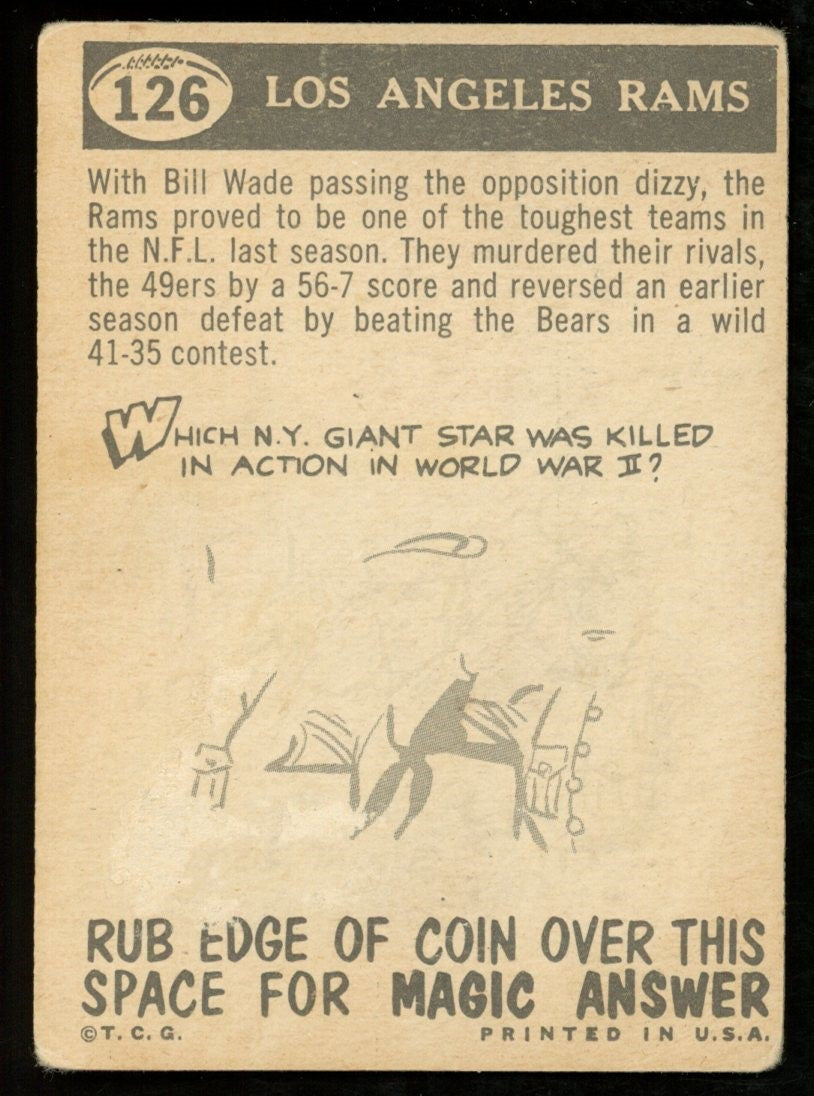 126 LOS ANGELES RAMS
With Bill Wade passing the opposition dizzy, the
Rams proved to be one of the toughest teams in
the N.F.L. last season. They murdered their rivals,
the 49ers by a 56-7 score and reversed an earlier
season defeat by beating the Bears in a wild
41-35 contest.
WHICH N.Y. GIANT STAR WAS KILLED
IN ACTION IN WORLD WAR II?
RUB EDGE OF COIN OVER THIS
SPACE FOR MAGIC ANSWER
©T. C. G. PRINTED IN U.S.A.